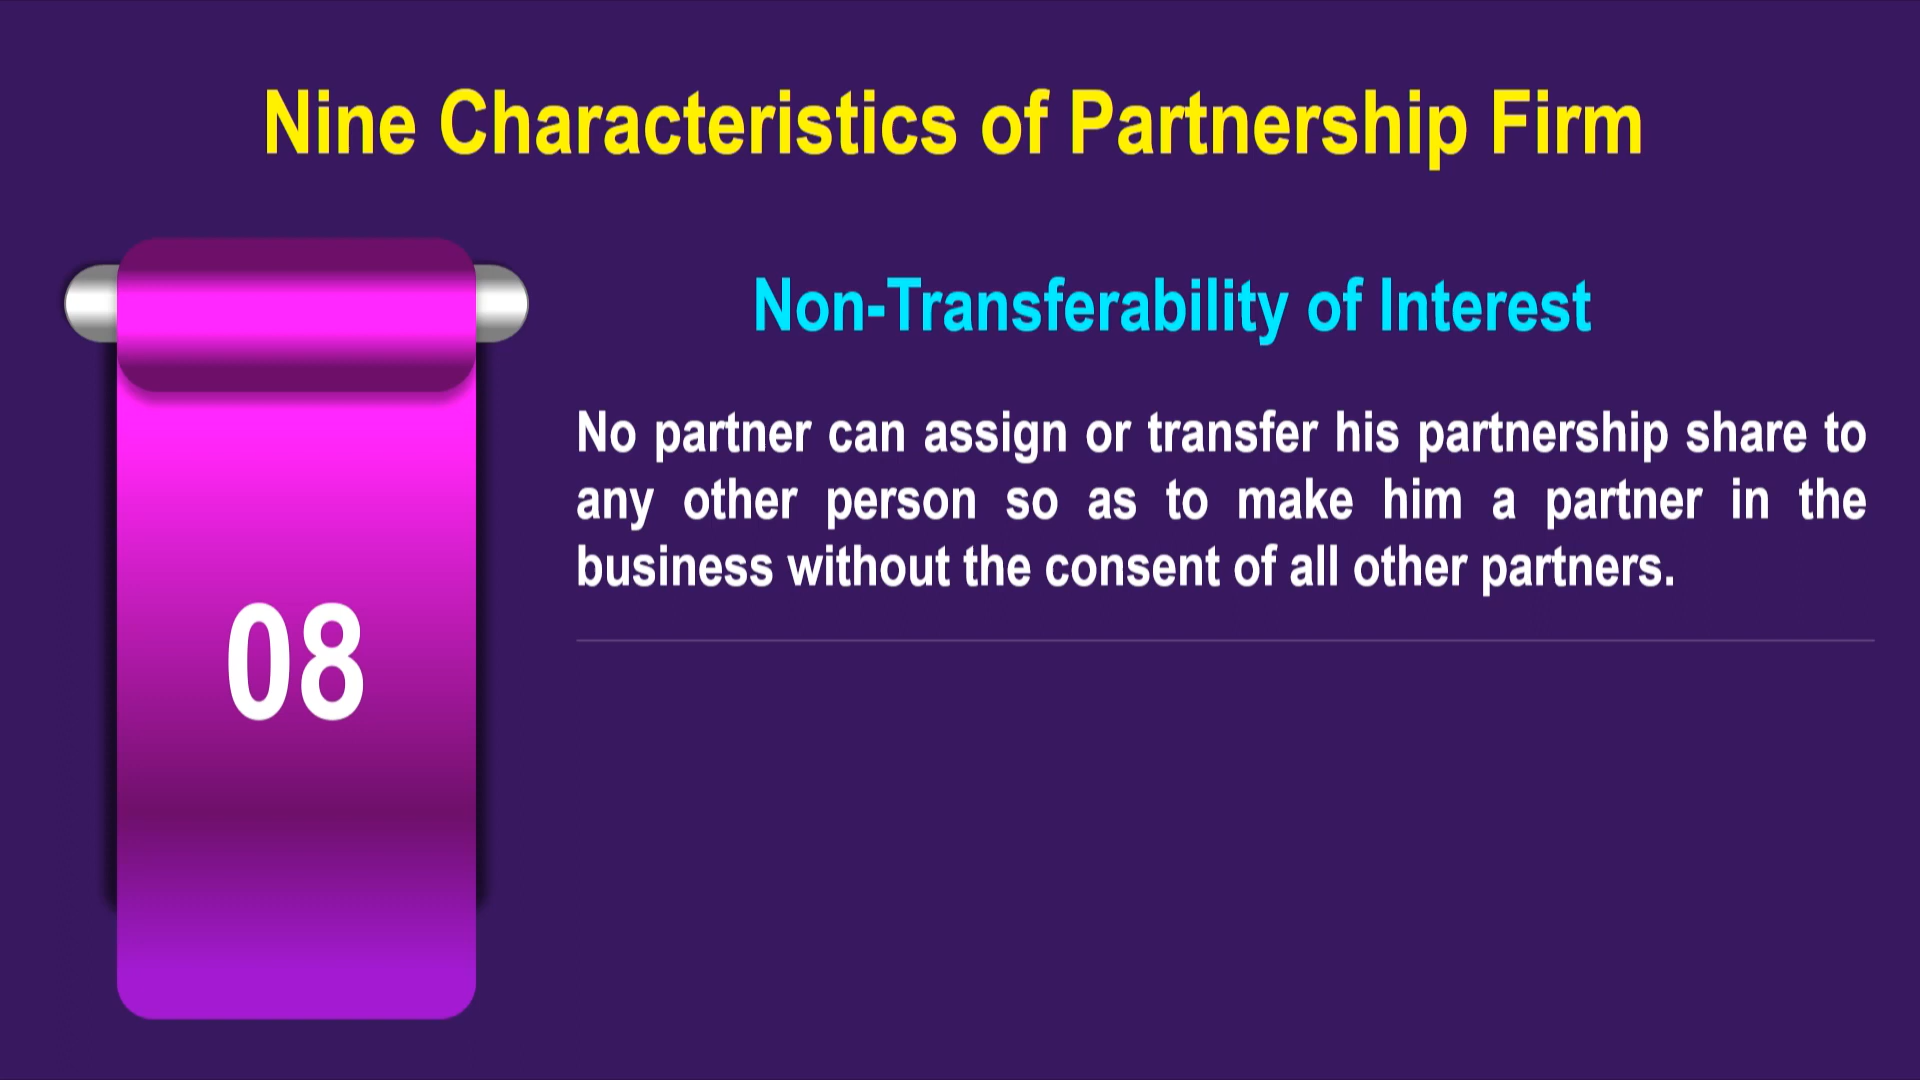 Nine Characteristics of Partnership Firm
08
Non-Transferability of Interest
No partner can assign or transfer his partnership share to
any other person so as to make him a partner in the
business without the consent of all other partners.